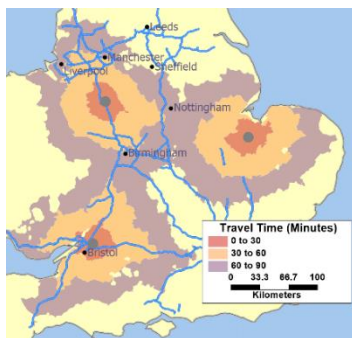 Leeds
Manchester
Liverpool
Sheffield
Nottingham
Birmingham
Bristol
Travel Time (Minutes)
0 to 30
30 to 60
60 to 90
0 33.3 66.7 100
Kilometers